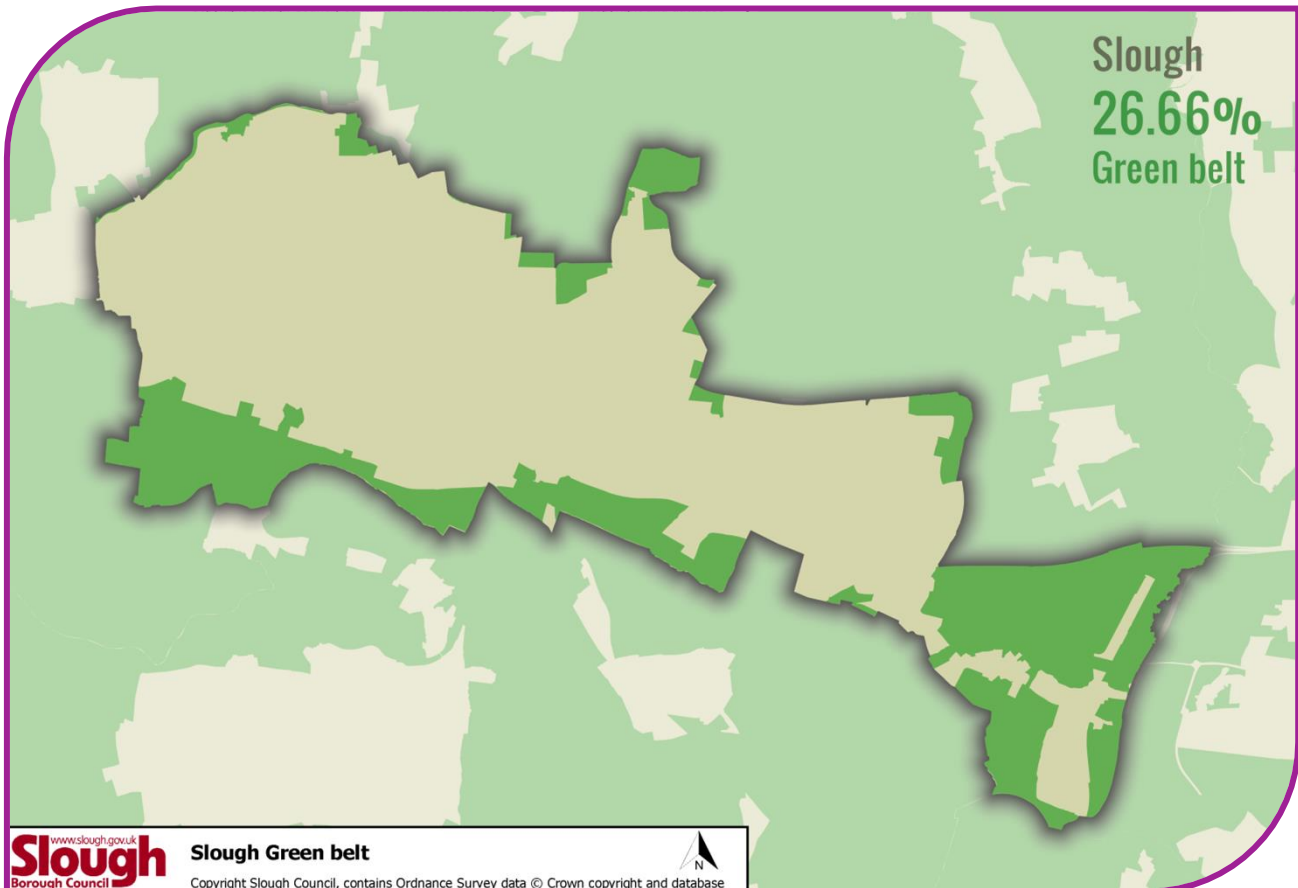 Slough
26.66%
Green belt
www.slough.gov.uk
Slough
Borough Council
Slough Green belt
N
Copyright Slough Council, contains Ordnance Survey data © Crown copyright and database